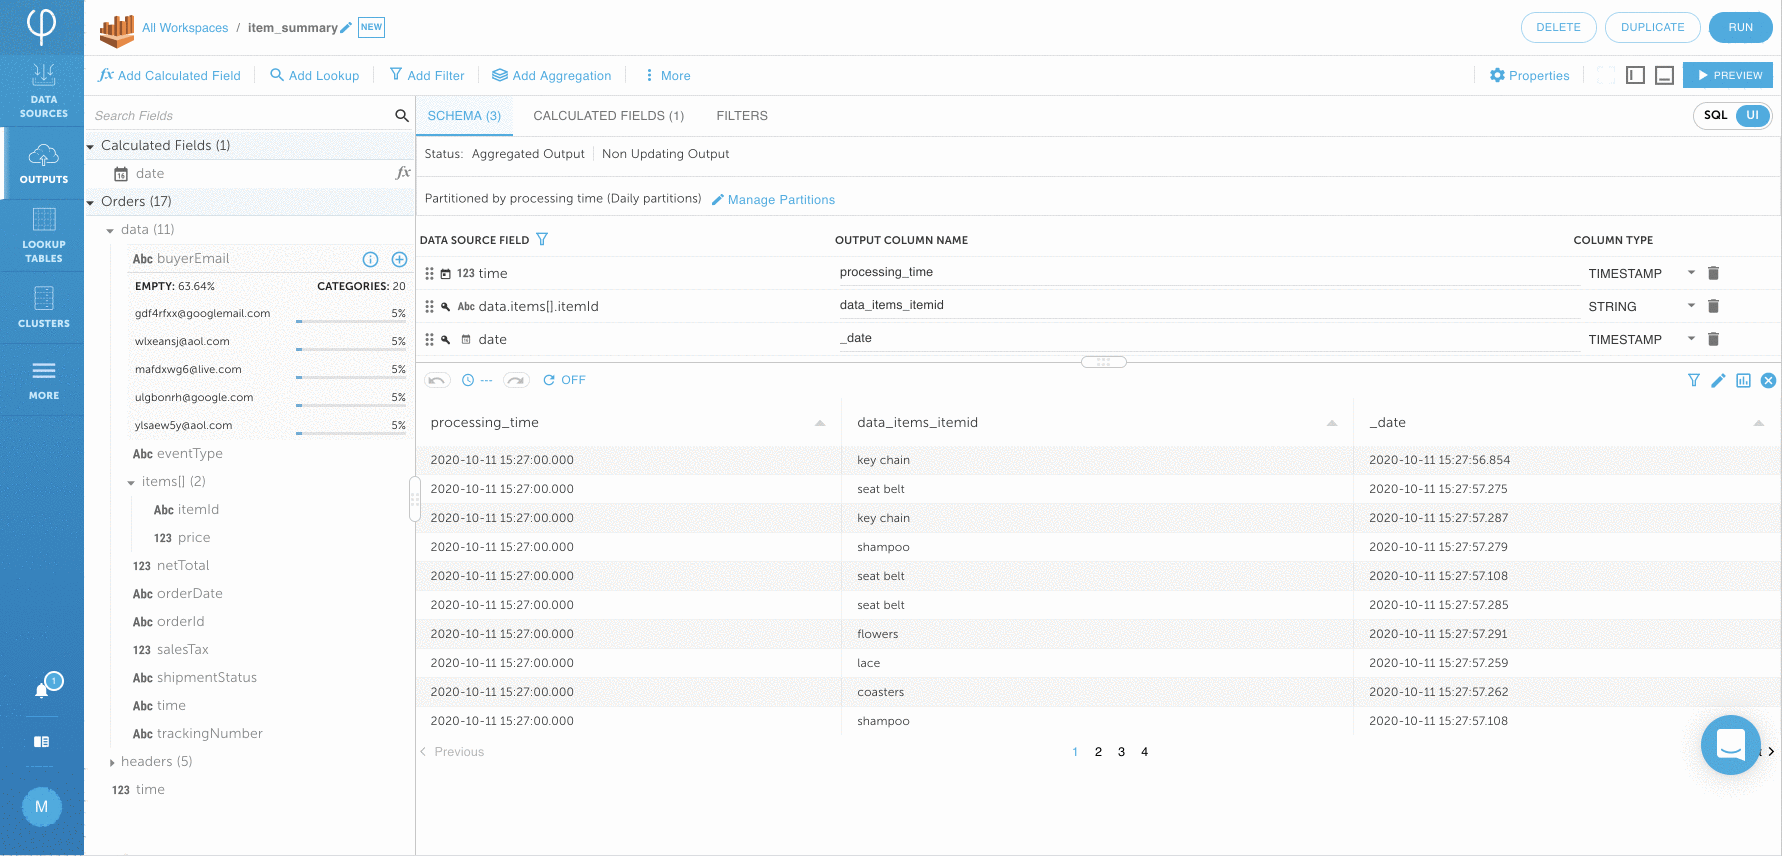 All Workspaces / item_summary NEW
DELETE DUPLICATE RUN
fx Add Calculated Field Add Lookup Add Filter Add Aggregation More Properties PREVIEW
DATA SOURCES
OUTPUTS
LOOKUP TABLES
CLUSTERS
MORE
1
M
Search Fields
Calculated Fields (1)
16 date fx
Orders (17)
data (11)
Abc buyerEmail
EMPTY: 63.64% CATEGORIES: 20
gdf4rfxx@googlemail.com 5%
wlxeansj@aol.com 5%
mafdxwg6@live.com 5%
ulgbonrh@google.com 5%
ylsaew5y@aol.com 5%
Abc eventType
items[] (2)
Abc itemId
123 price
123 netTotal
Abc orderDate
Abc orderId
123 salesTax
Abc shipmentStatus
Abc time
Abc trackingNumber
headers (5)
123 time
SCHEMA (3) CALCULATED FIELDS (1) FILTERS SQL UI
Status: Aggregated Output Non Updating Output
Partitioned by processing time (Daily partitions) Manage Partitions
DATA SOURCE FIELD OUTPUT COLUMN NAME COLUMN TYPE
123 time processing_time TIMESTAMP
Abc data.items[].itemId data_items_itemid STRING
date _date TIMESTAMP
--- OFF
processing_time data_items_itemid _date
2020-10-11 15:27:00.000 key chain 2020-10-11 15:27:56.854
2020-10-11 15:27:00.000 seat belt 2020-10-11 15:27:57.275
2020-10-11 15:27:00.000 key chain 2020-10-11 15:27:57.287
2020-10-11 15:27:00.000 shampoo 2020-10-11 15:27:57.279
2020-10-11 15:27:00.000 seat belt 2020-10-11 15:27:57.108
2020-10-11 15:27:00.000 seat belt 2020-10-11 15:27:57.285
2020-10-11 15:27:00.000 flowers 2020-10-11 15:27:57.291
2020-10-11 15:27:00.000 lace 2020-10-11 15:27:57.259
2020-10-11 15:27:00.000 coasters 2020-10-11 15:27:57.262
2020-10-11 15:27:00.000 shampoo 2020-10-11 15:27:57.108
< Previous 1 2 3 4 >